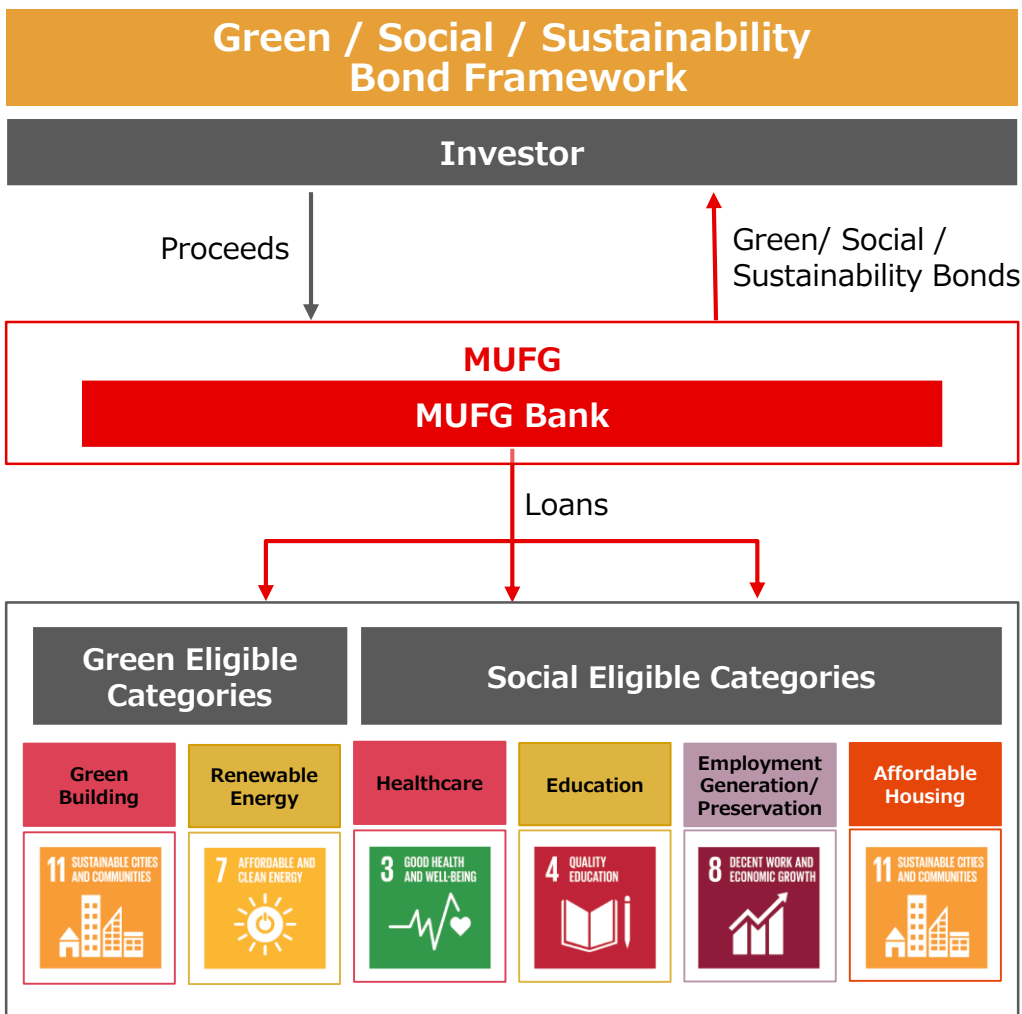 Green / Social / Sustainability
Bond Framework
Investor
Proceeds
Green/ Social /
Sustainability Bonds
MUFG
MUFG Bank
Loans
Green Eligible
Categories
Social Eligible Categories
Green
Building
Renewable
Energy
Healthcare
Education
Employment
Generation/
Preservation
Affordable
Housing
11 SUSTAINABLE CITIES
AND COMMUNITIES
7 AFFORDABLE AND
CLEAN ENERGY
3 GOOD HEALTH
AND WELL-BEING
4 QUALITY
EDUCATION
8 DECENT WORK AND
ECONOMIC GROWTH
11 SUSTAINABLE CITIES
AND COMMUNITIES